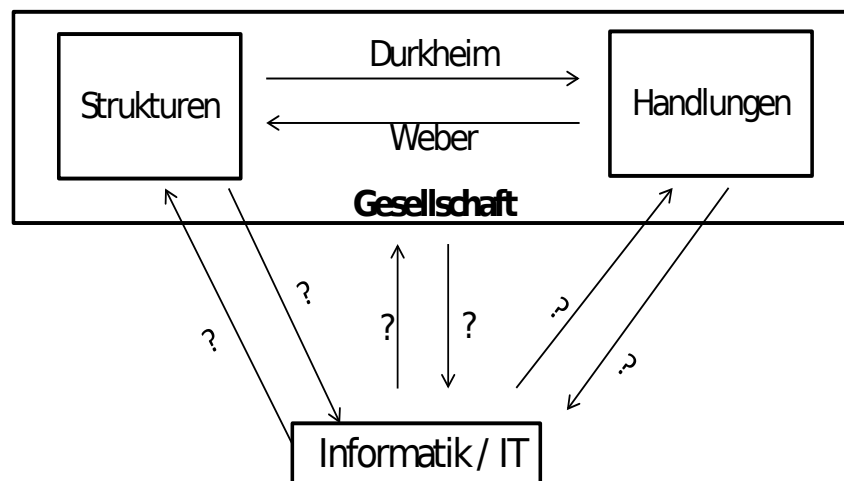 Durkheim
Strukturen
Handlungen
Weber
Gesellschaft
?
?
?
?
?
?
Informatik / IT